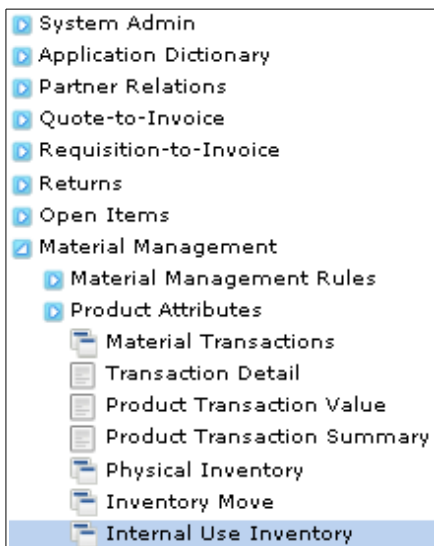 System Admin
Application Dictionary
Partner Relations
Quote-to-Invoice
Requisition-to-Invoice
Returns
Open Items
Material Management
Material Management Rules
Product Attributes
Material Transactions
Transaction Detail
Product Transaction Value
Product Transaction Summary
Physical Inventory
Inventory Move
Internal Use Inventory